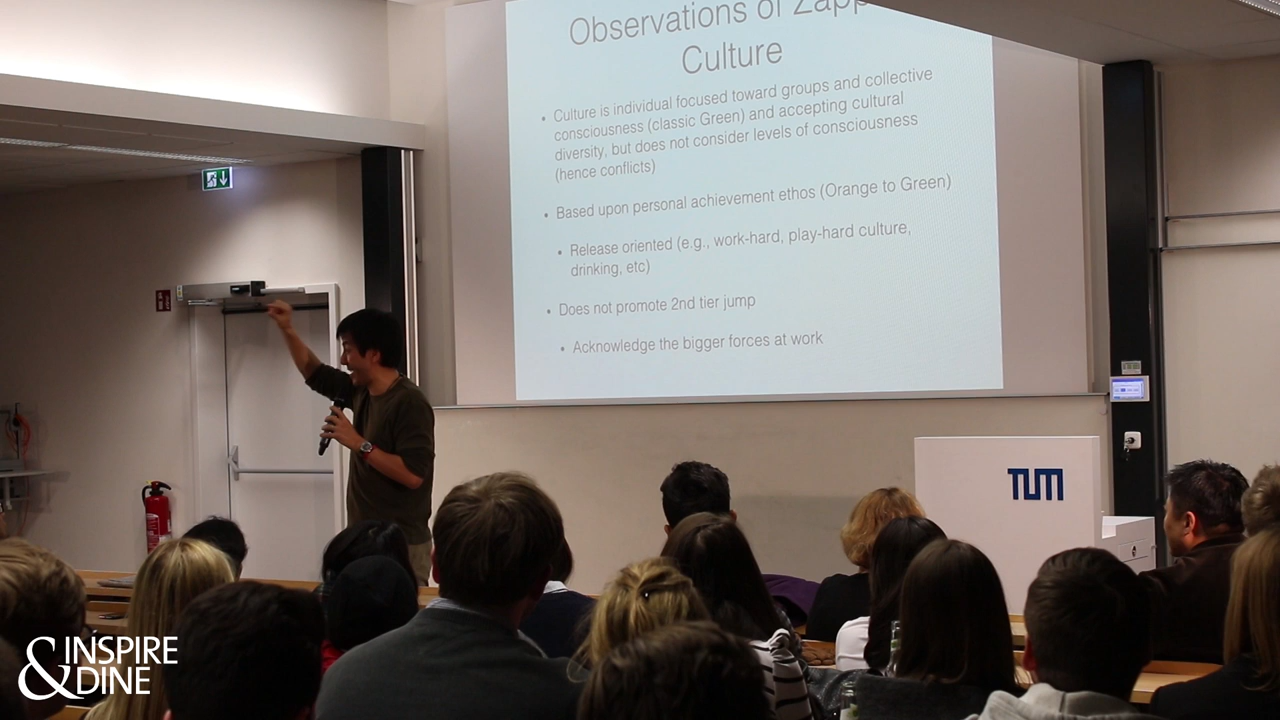 Observations of Zapp
Culture
• Culture is individual focused toward groups and collective
consciousness (classic Green) and accepting cultural
diversity, but does not consider levels of consciousness
(hence conflicts)
• Based upon personal achievement ethos (Orange to Green)
• Release oriented (e.g., work-hard, play-hard culture,
drinking, etc)
• Does not promote 2nd tier jump
• Acknowledge the bigger forces at work
TUM
&INSPIRE
DINE